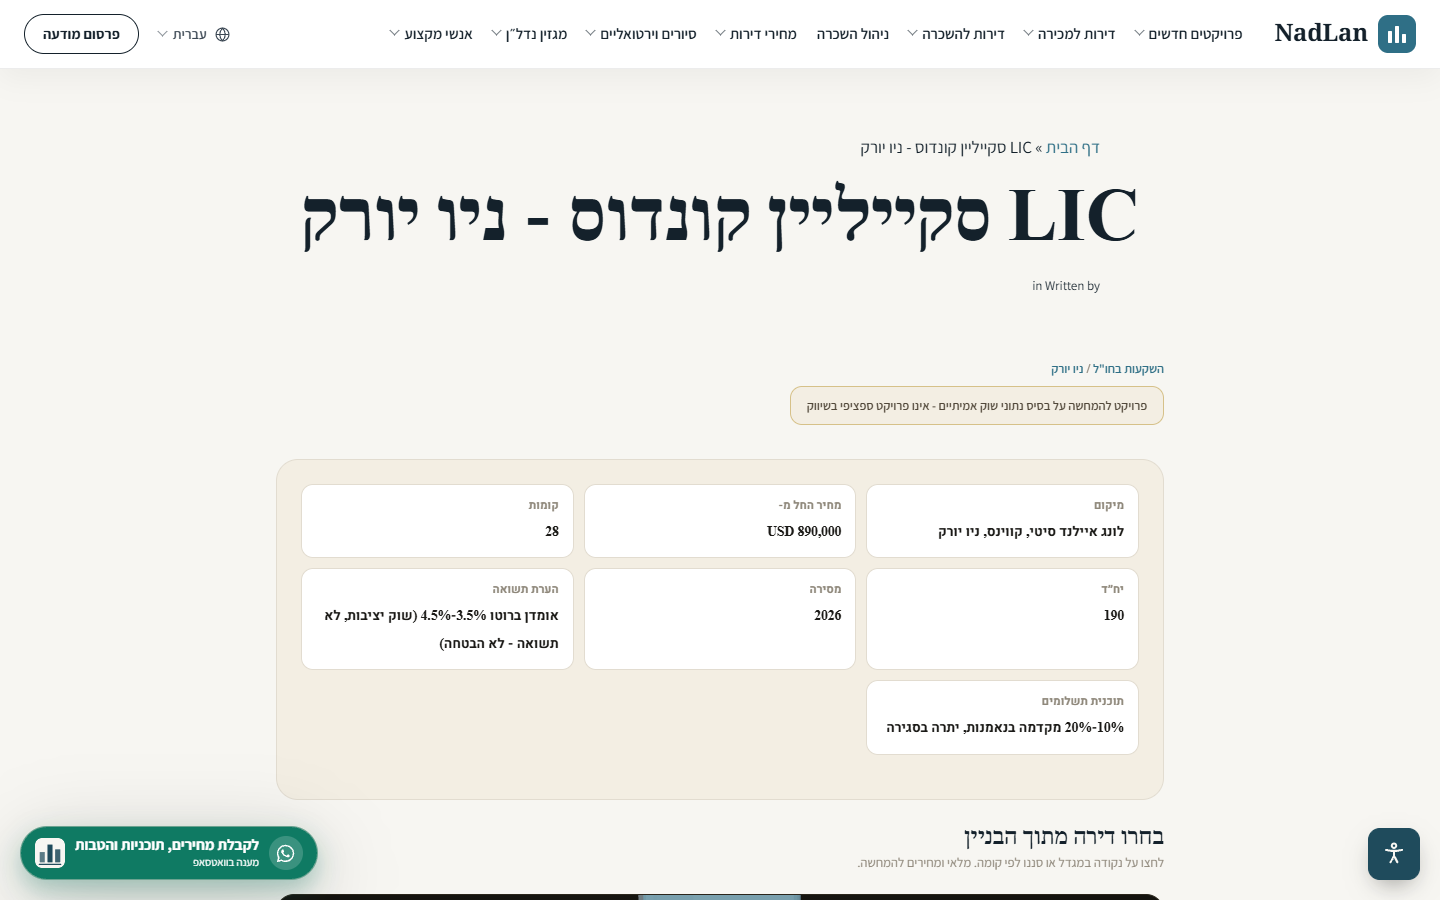 NadLan
פרויקטים חדשים
דירות למכירה
דירות להשכרה
ניהול השכרה
מחירי דירות
סיורים וירטואליים
מגזין נדל״ן
אנשי מקצוע
עברית
פרסום מודעה
דף הבית » LIC סקייליין קונדוס - ניו יורק
LIC סקייליין קונדוס - ניו יורק
in Written by
השקעות בחו"ל / ניו יורק
פרויקט להמחשה על בסיס נתוני שוק אמיתיים - אינו פרויקט ספציפי בשיווק
מיקום
לונג איילנד סיטי, קווינס, ניו יורק
מחיר החל מ-
USD 890,000
קומות
28
יח״ד
190
מסירה
2026
הערת תשואה
אומדן ברוטו 3.5%-4.5% (שוק יציבות, לא
תשואה - לא הבטחה)
תוכנית תשלומים
10%-20% מקדמה בנאמנות, יתרה בסגירה
בחרו דירה מתוך הבניין
לחצו על נקודה במגדל או סננו לפי קומה. מלאי ומחירים להמחשה.
לקבלת מחירים, תוכניות והטבות
מענה בוואטסאפ